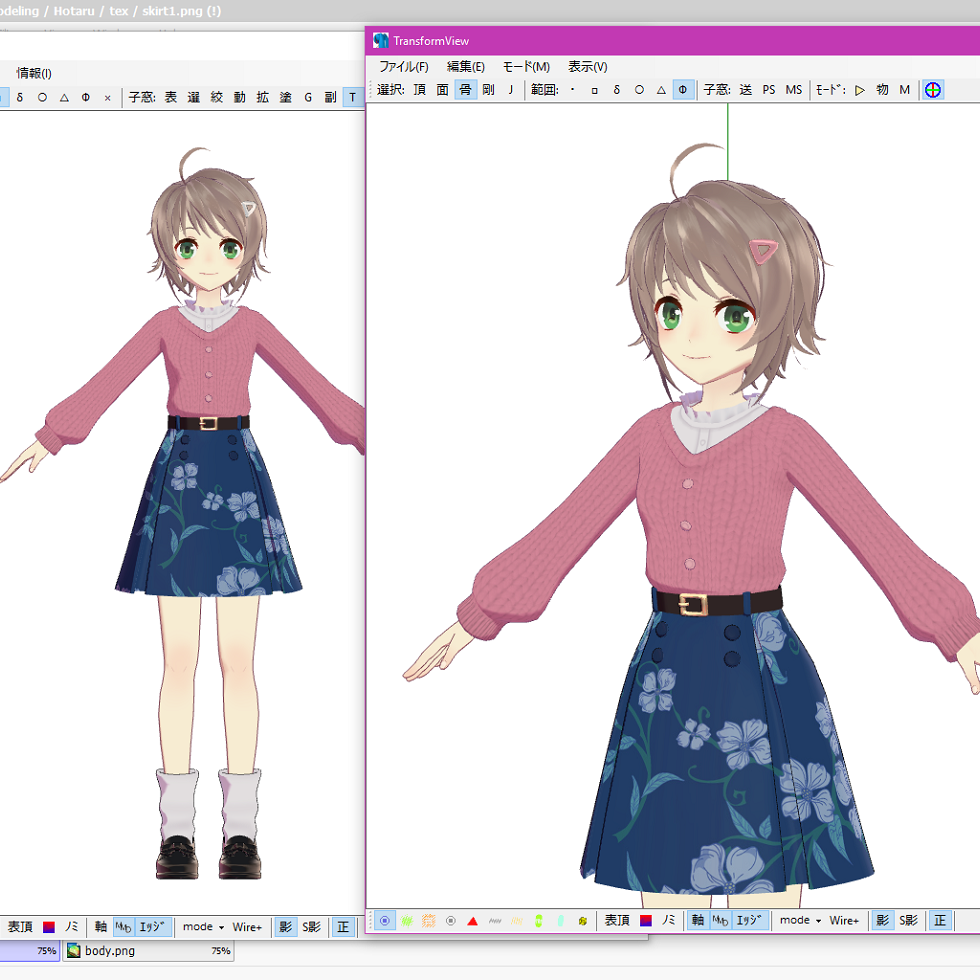 odeling / Hotaru / tex / skirt1.png (!)
TransformView
情報(I)
ファイル(F) 編集(E) モード(M) 表示(V)
δ ○ △ Φ × 子窓: 表 選 絞 動 拡 塗 G 副 T
選択: 頂 面 骨 剛 J 範囲: ・ □ δ ○ △ Φ 子窓: 送 PS MS ﾓｰﾄﾞ: ▷ 物 M
表頂 ノミ 軸 エッジ mode Wire+ 影 S影 正
表頂 ノミ 軸 エッジ mode Wire+ 影 S影 正
75% body.png 75%